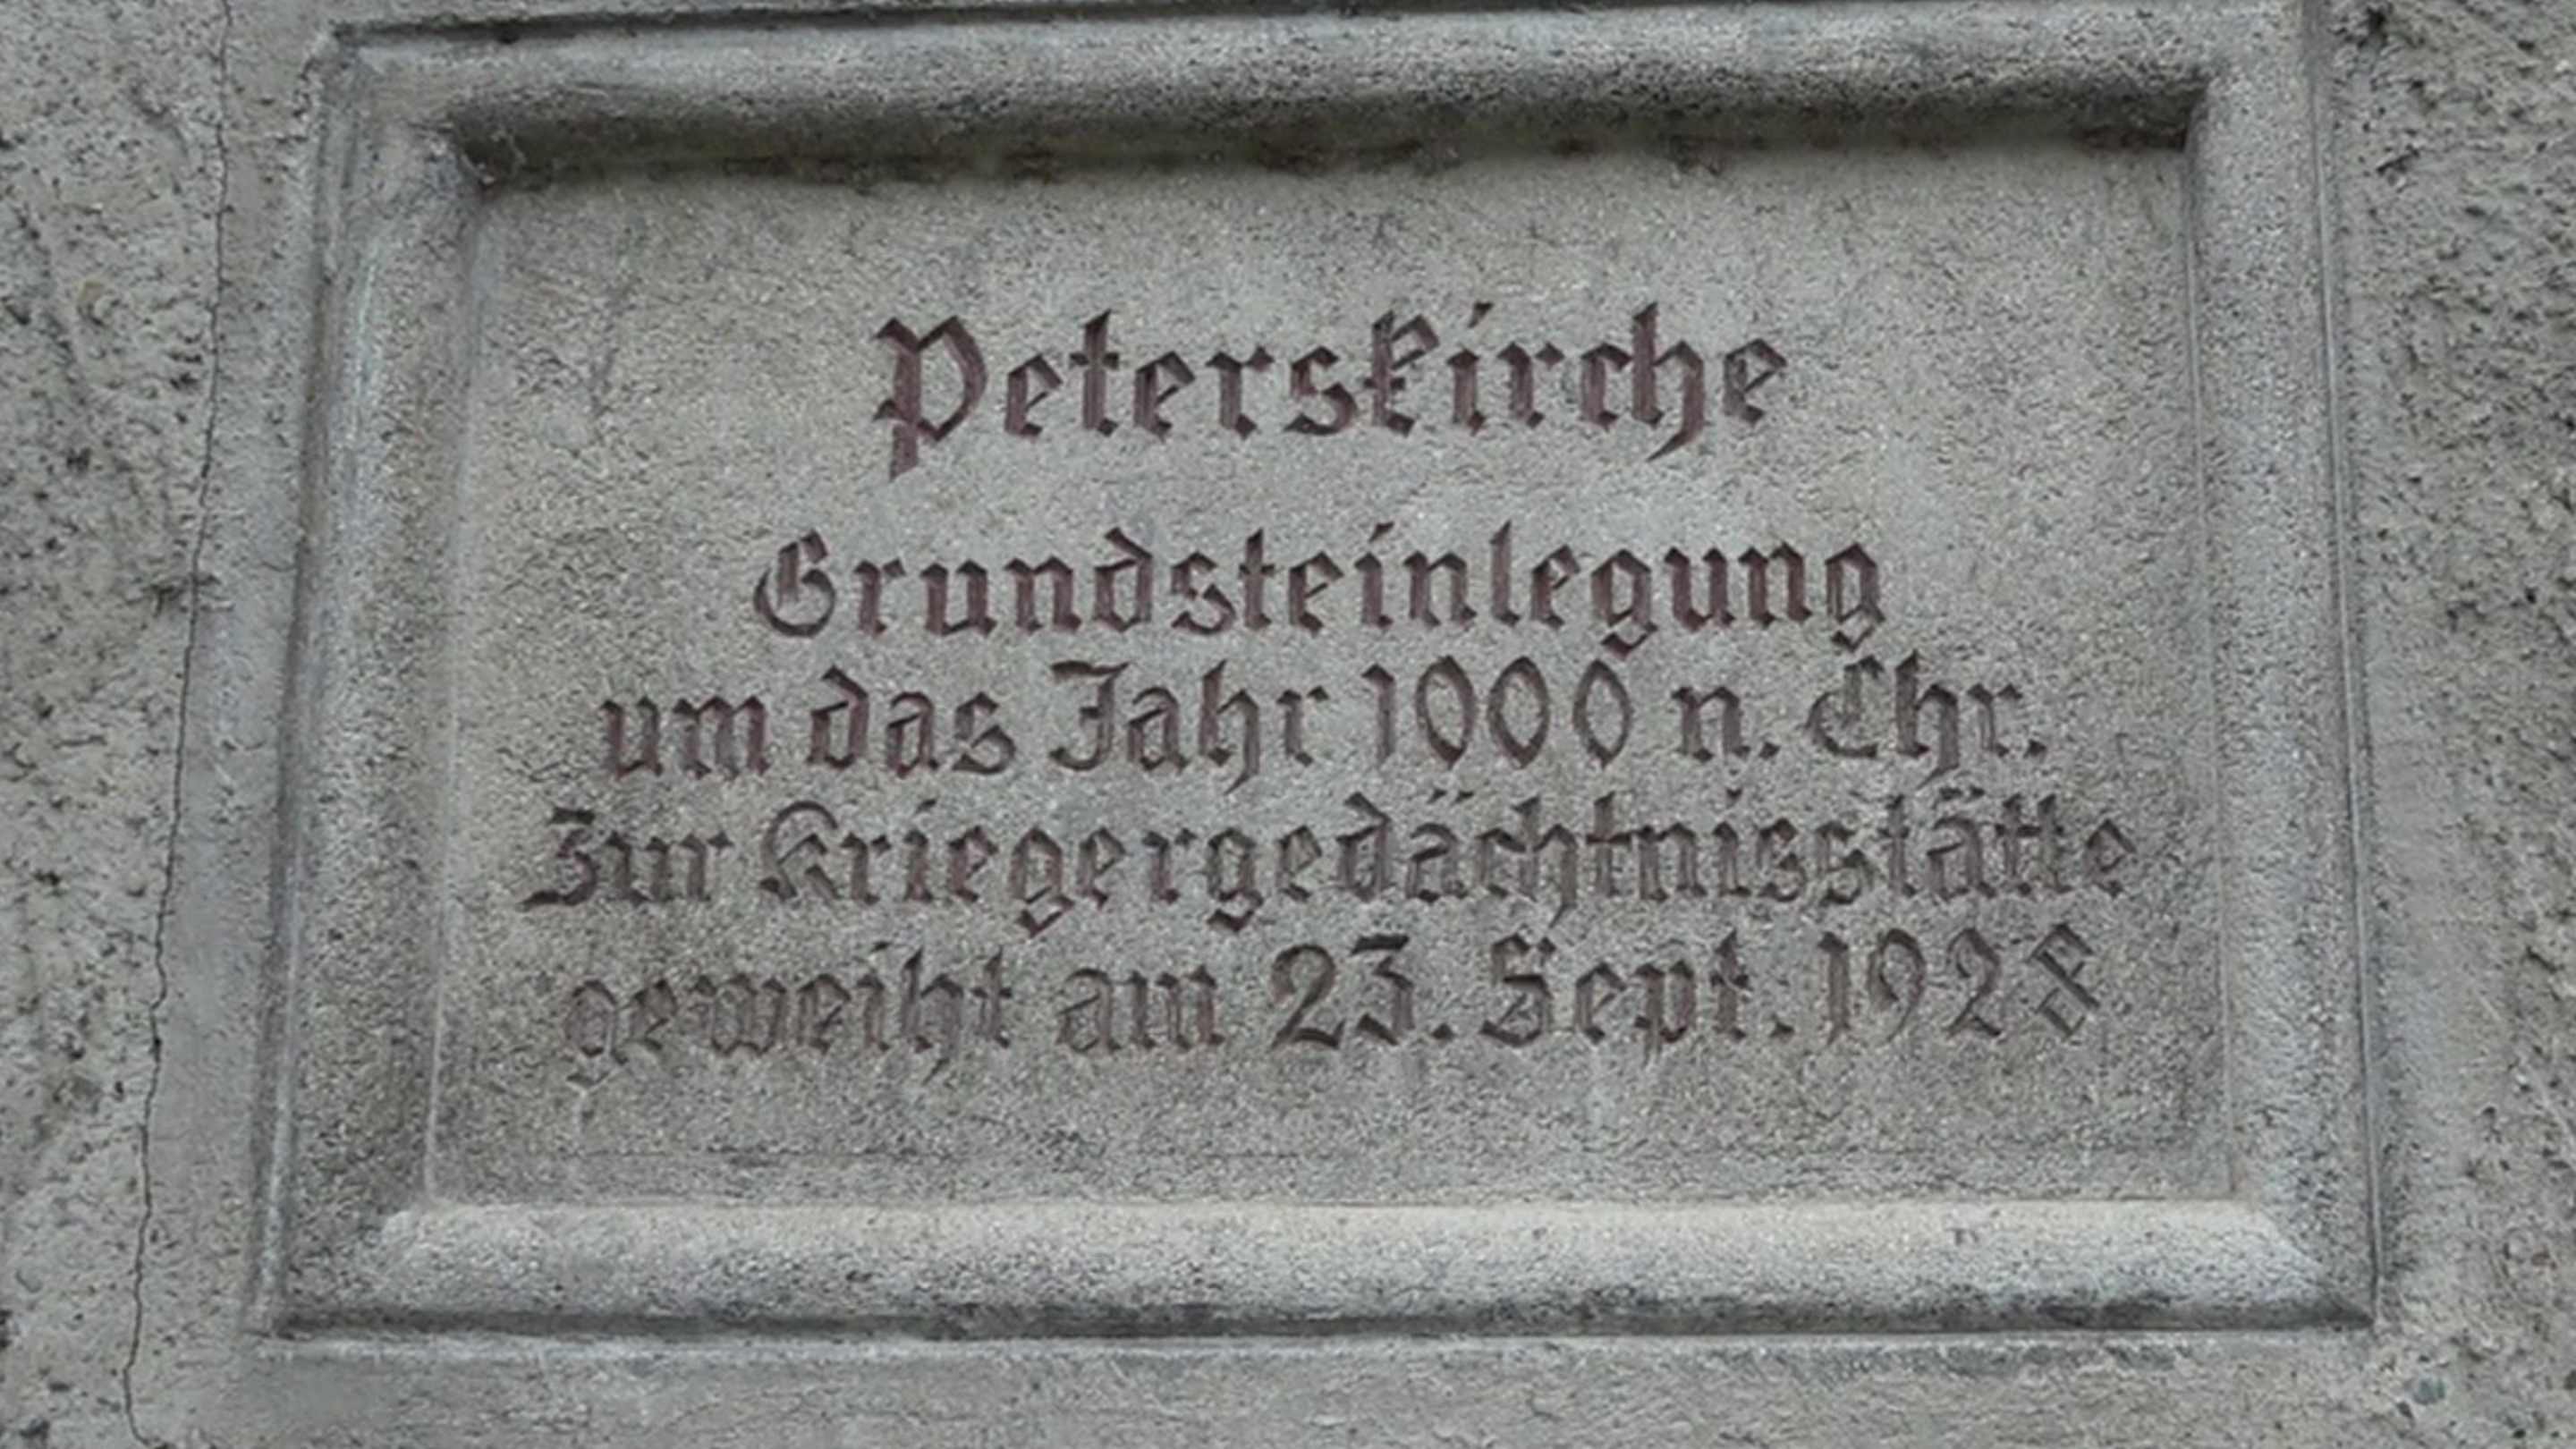 Peterskirche
Grundsteinlegung
um das Jahr 1000 n. Chr.
Zur Kriegergedächtnisstätte
geweiht am 23. Sept. 1928